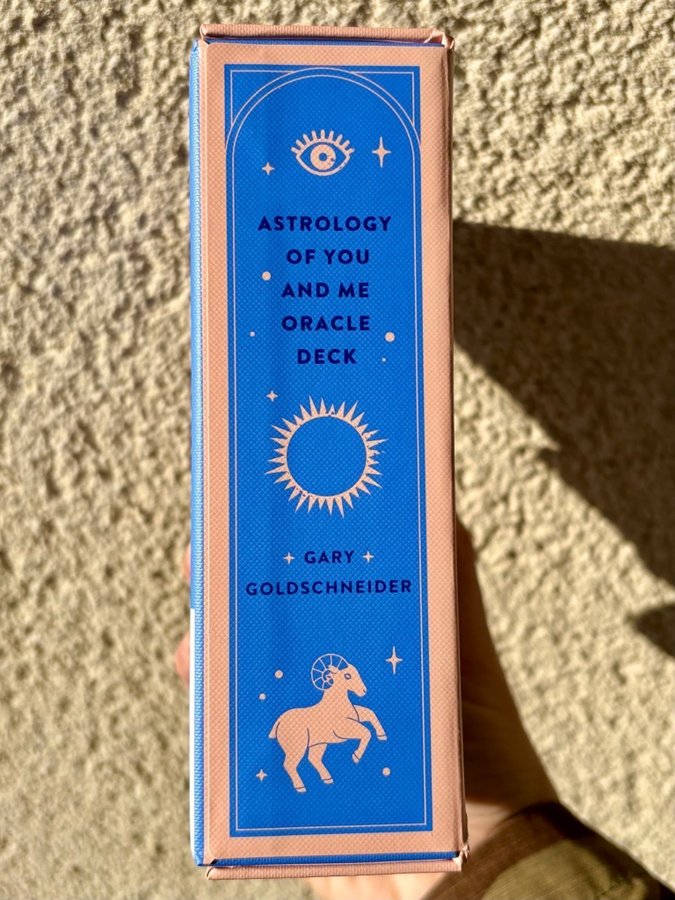 ASTROLOGY
OF YOU
AND ME
ORACLE
DECK
GARY
GOLDSCHNEIDER